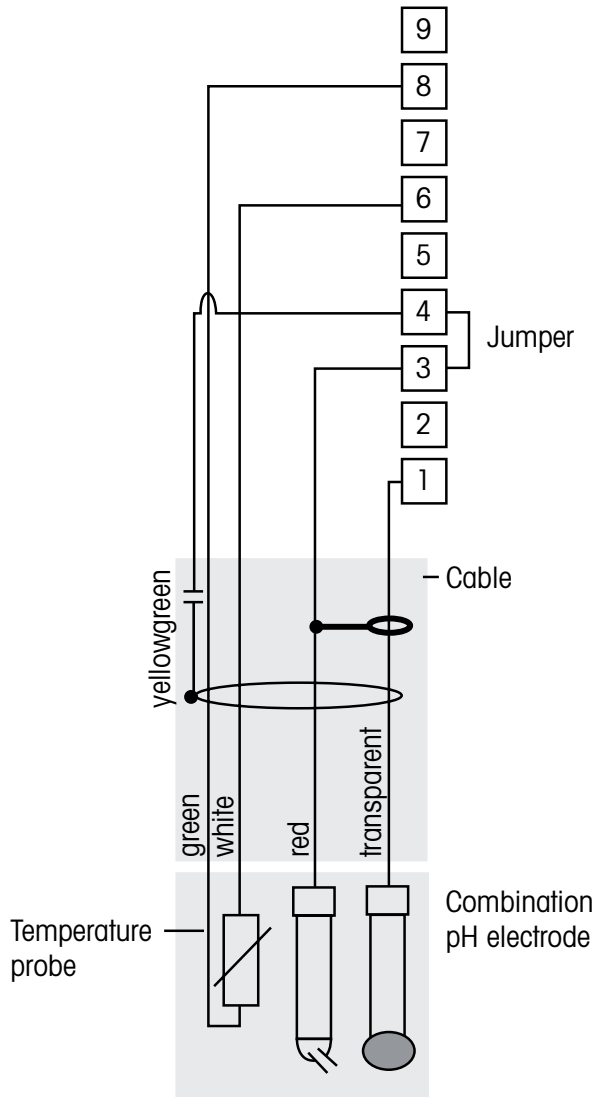 9
8
7
6
5
4
Jumper
3
2
1
Cable
yellowgreen
green
white
red
transparent
Temperature
probe
Combination
pH electrode